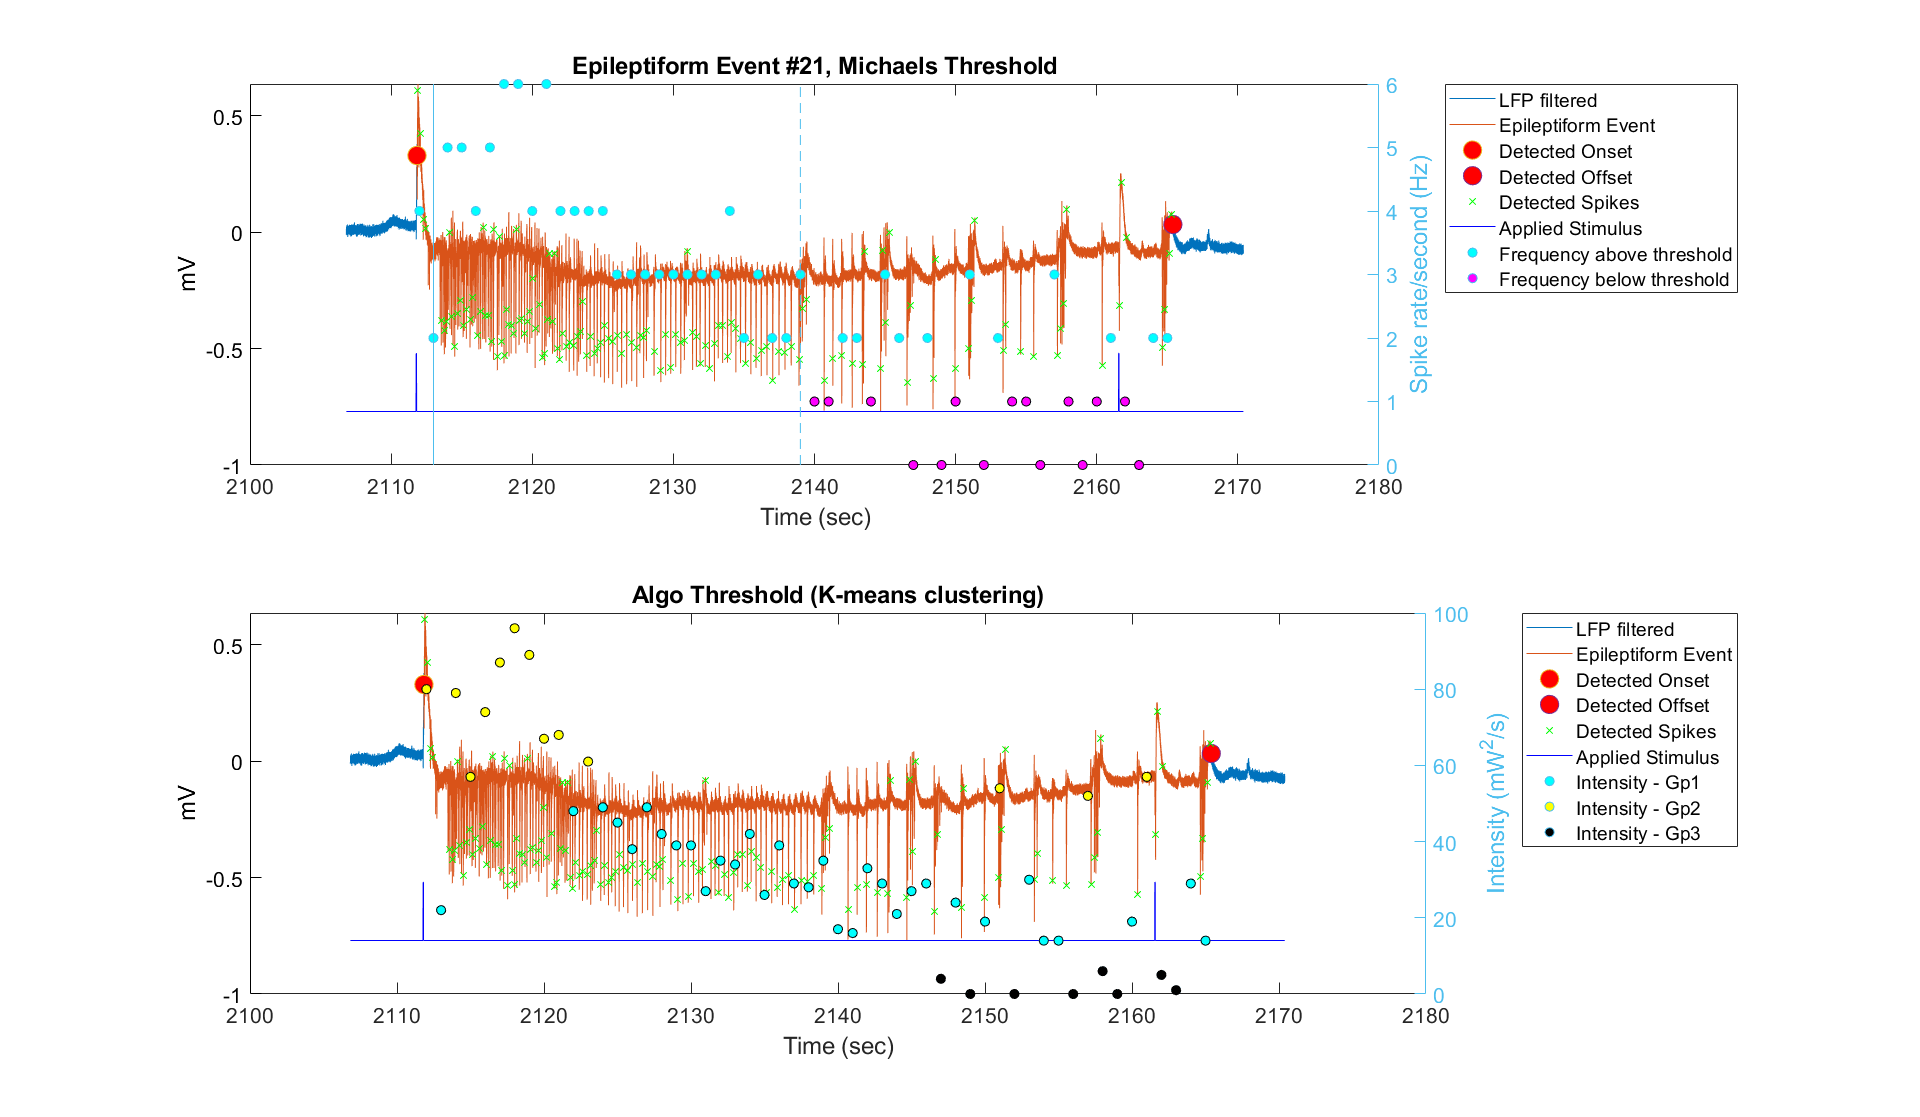 Epileptiform Event #21, Michaels Threshold
0.5
0
-0.5
-1
mV
2100
2110
2120
2130
2140
2150
2160
2170
2180
Time (sec)
6
5
4
3
2
1
0
Spike rate/second (Hz)
LFP filtered
Epileptiform Event
Detected Onset
Detected Offset
Detected Spikes
Applied Stimulus
Frequency above threshold
Frequency below threshold
Algo Threshold (K-means clustering)
0.5
0
-0.5
-1
mV
2100
2110
2120
2130
2140
2150
2160
2170
2180
Time (sec)
100
80
60
40
20
0
Intensity (mW²/s)
LFP filtered
Epileptiform Event
Detected Onset
Detected Offset
Detected Spikes
Applied Stimulus
Intensity - Gp1
Intensity - Gp2
Intensity - Gp3